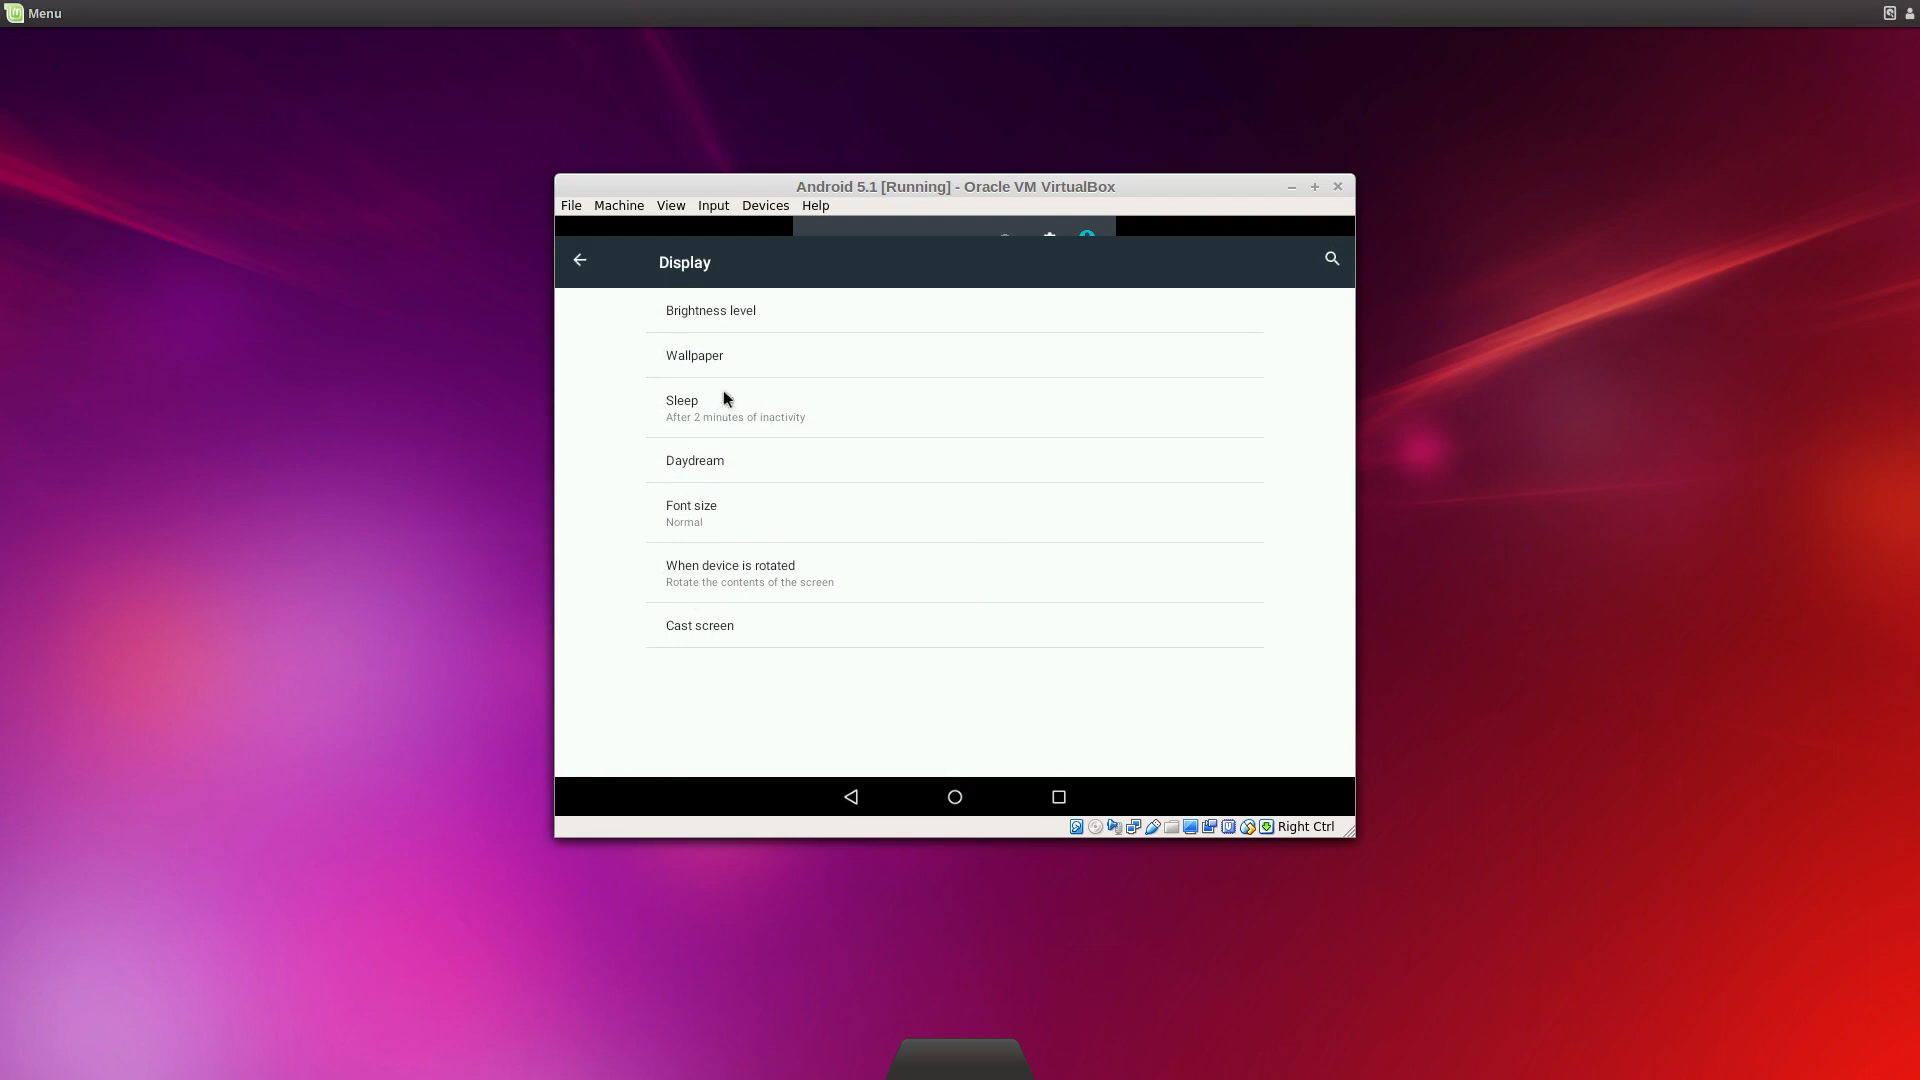 Menu
Android 5.1 [Running] - Oracle VM VirtualBox
File Machine View Input Devices Help
Display
Brightness level
Wallpaper
Sleep
After 2 minutes of inactivity
Daydream
Font size
Normal
When device is rotated
Rotate the contents of the screen
Cast screen
Right Ctrl